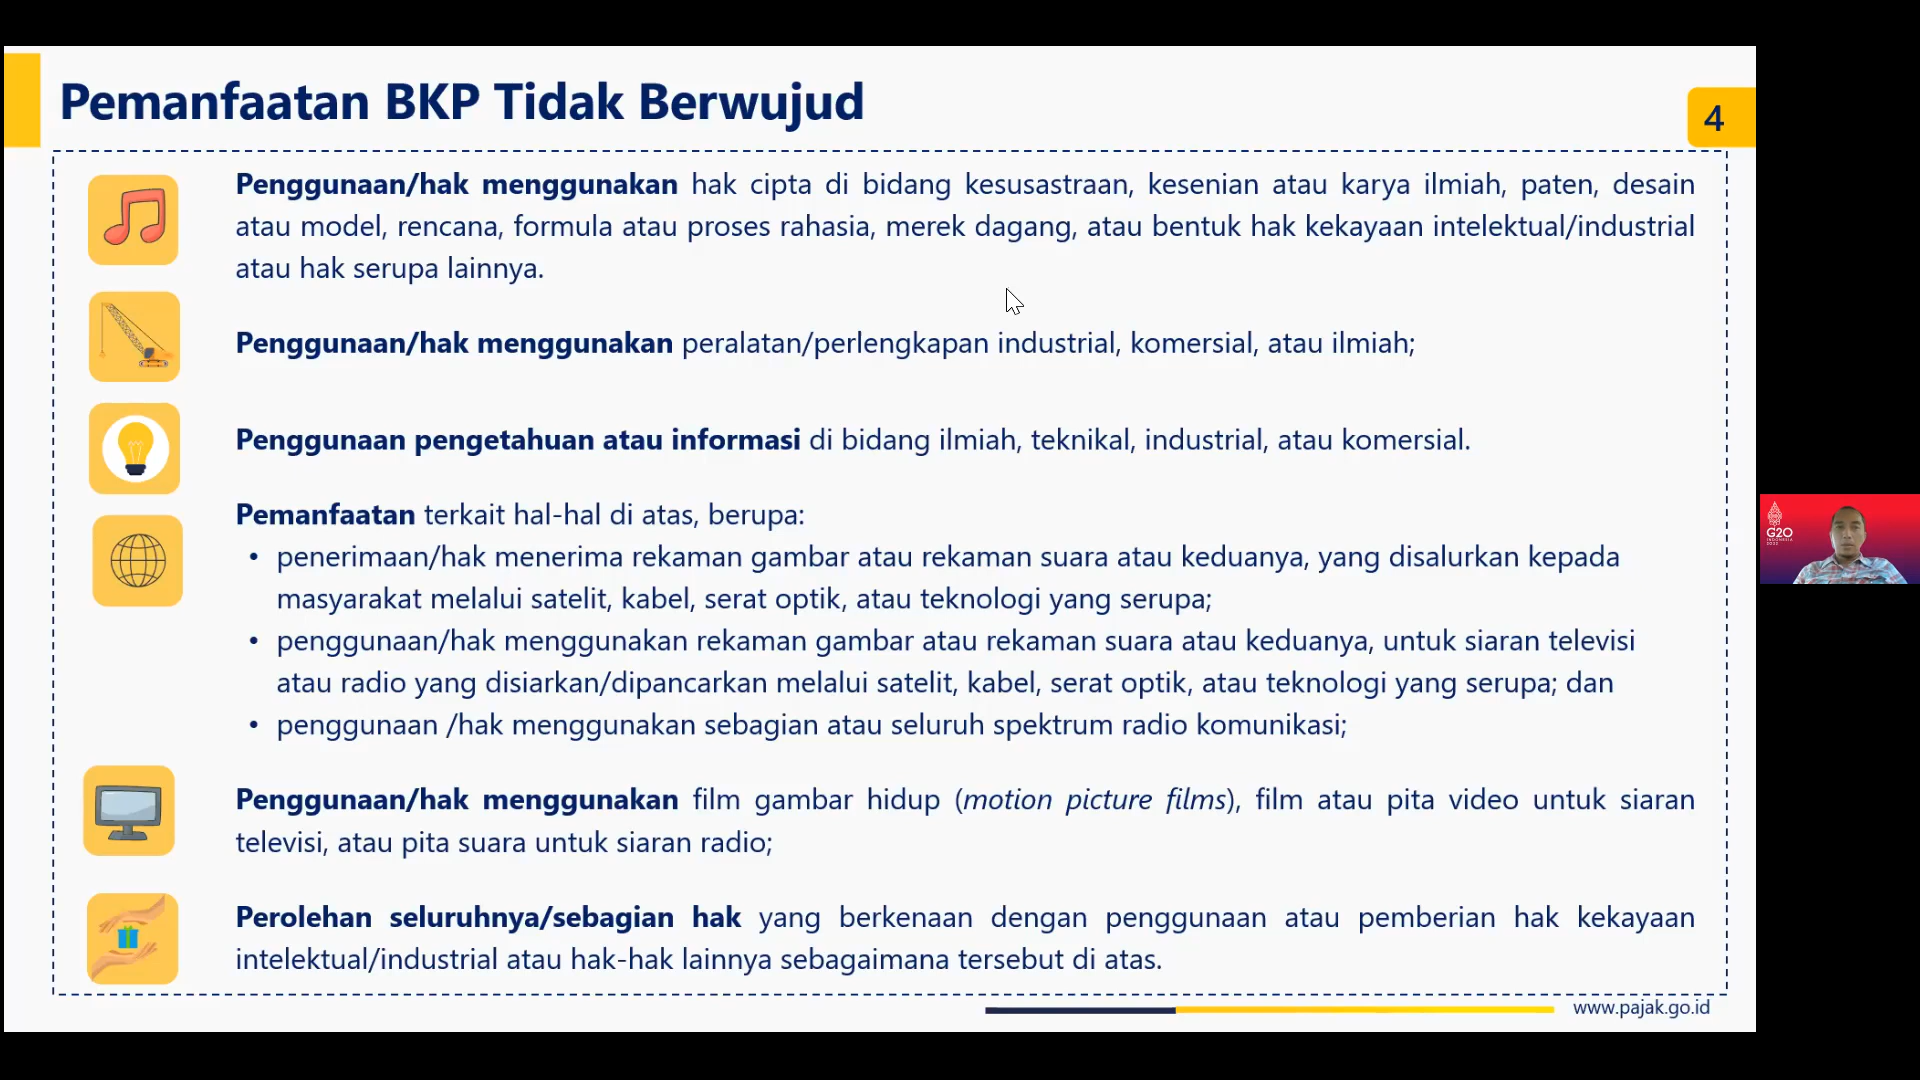 Pemanfaatan BKP Tidak Berwujud
4
Penggunaan/hak menggunakan hak cipta di bidang kesusastraan, kesenian atau karya ilmiah, paten, desain
atau model, rencana, formula atau proses rahasia, merek dagang, atau bentuk hak kekayaan intelektual/industrial
atau hak serupa lainnya.
Penggunaan/hak menggunakan peralatan/perlengkapan industrial, komersial, atau ilmiah;
Penggunaan pengetahuan atau informasi di bidang ilmiah, teknikal, industrial, atau komersial.
Pemanfaatan terkait hal-hal di atas, berupa:
• penerimaan/hak menerima rekaman gambar atau rekaman suara atau keduanya, yang disalurkan kepada
masyarakat melalui satelit, kabel, serat optik, atau teknologi yang serupa;
• penggunaan/hak menggunakan rekaman gambar atau rekaman suara atau keduanya, untuk siaran televisi
atau radio yang disiarkan/dipancarkan melalui satelit, kabel, serat optik, atau teknologi yang serupa; dan
• penggunaan /hak menggunakan sebagian atau seluruh spektrum radio komunikasi;
Penggunaan/hak menggunakan film gambar hidup (motion picture films), film atau pita video untuk siaran
televisi, atau pita suara untuk siaran radio;
Perolehan seluruhnya/sebagian hak yang berkenaan dengan penggunaan atau pemberian hak kekayaan
intelektual/industrial atau hak-hak lainnya sebagaimana tersebut di atas.
www.pajak.go.id
G20